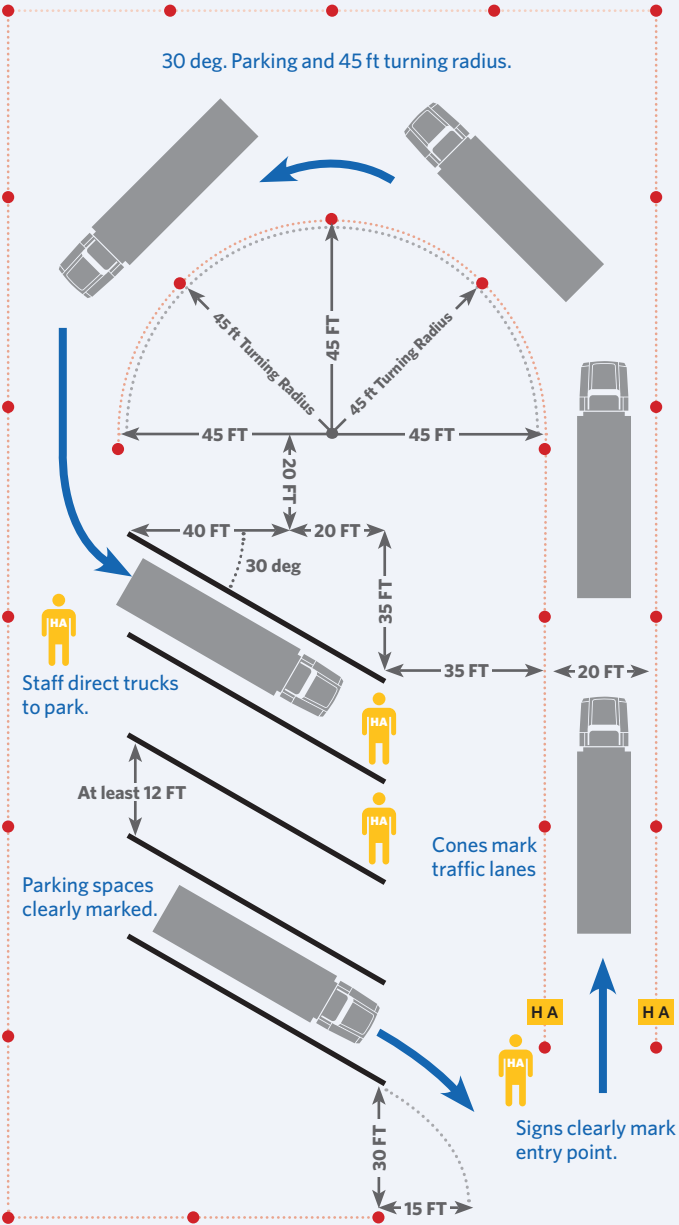 30 deg. Parking and 45 ft turning radius.
45 ft Turning Radius
45 FT
45 ft Turning Radius
45 FT
45 FT
20 FT
40 FT
20 FT
30 deg
35 FT
HA
Staff direct trucks
to park.
35 FT
20 FT
HA
At least 12 FT
HA
Cones mark
traffic lanes
Parking spaces
clearly marked.
H A
H A
HA
Signs clearly mark
entry point.
30 FT
15 FT